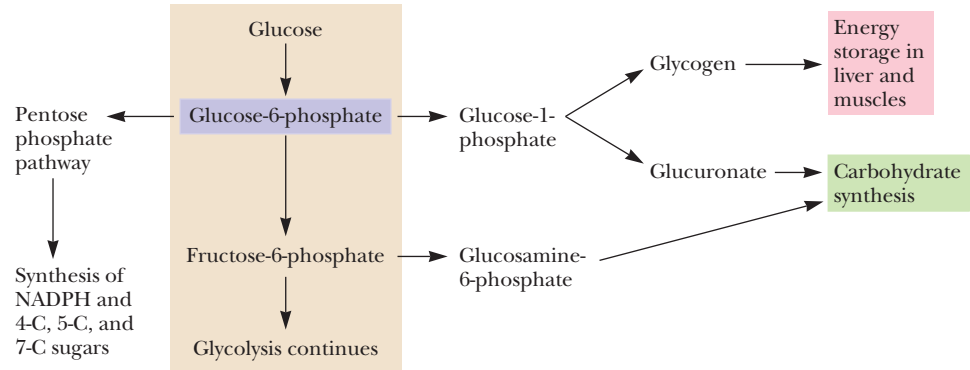 Glucose
Glucose-6-phosphate
Fructose-6-phosphate
Glycolysis continues
Pentose
phosphate
pathway
Synthesis of
NADPH and
4-C, 5-C, and
7-C sugars
Glucose-1-
phosphate
Glycogen
Energy
storage in
liver and
muscles
Glucuronate
Carbohydrate
synthesis
Glucosamine-
6-phosphate